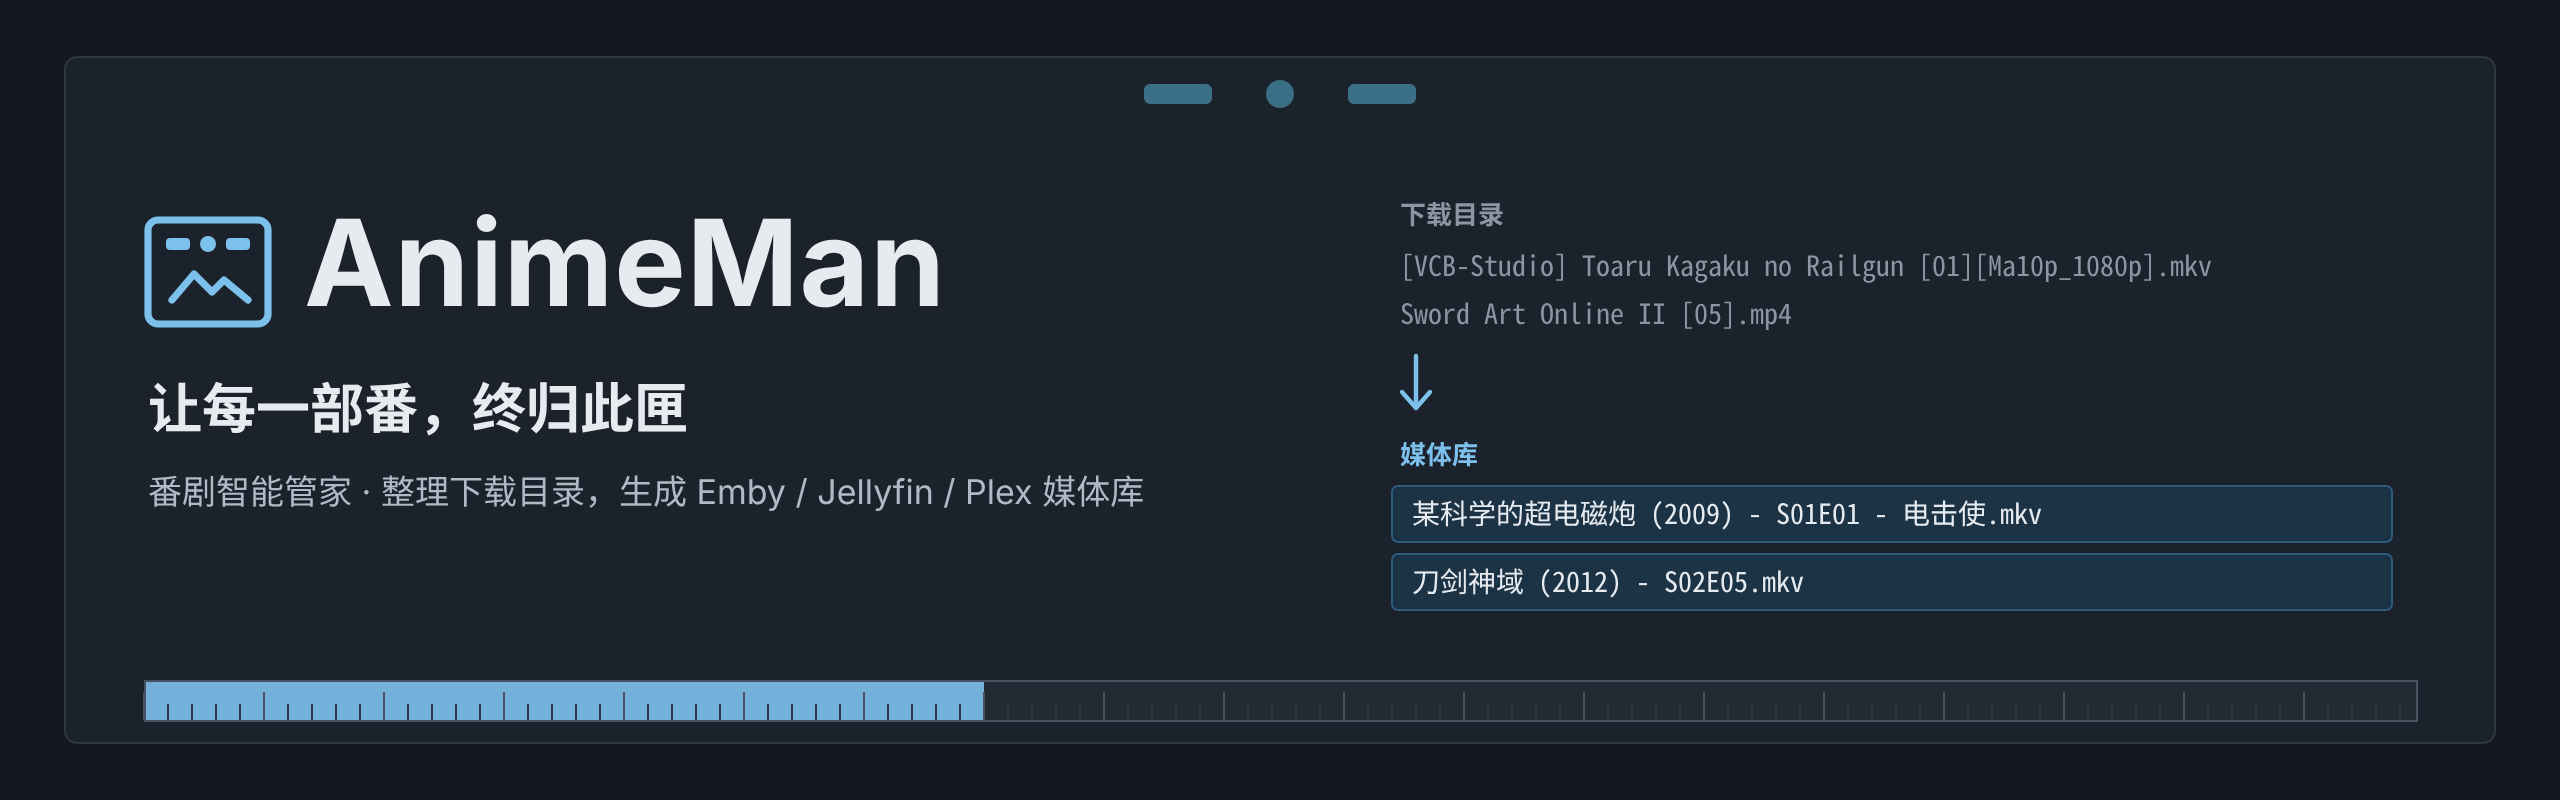 AnimeMan
让每一部番，终归此匣
番剧智能管家 · 整理下载目录，生成 Emby / Jellyfin / Plex 媒体库
下载目录
[VCB-Studio] Toaru Kagaku no Railgun [01][Ma10p_1080p].mkv
Sword Art Online II [05].mp4
媒体库
某科学的超电磁炮 (2009) - S01E01 - 电击使.mkv
刀剑神域 (2012) - S02E05.mkv